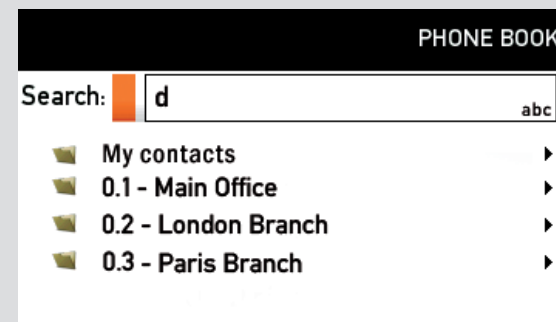 PHONE BOOK
Search: d
abc
My contacts
0.1 - Main Office
0.2 - London Branch
0.3 - Paris Branch